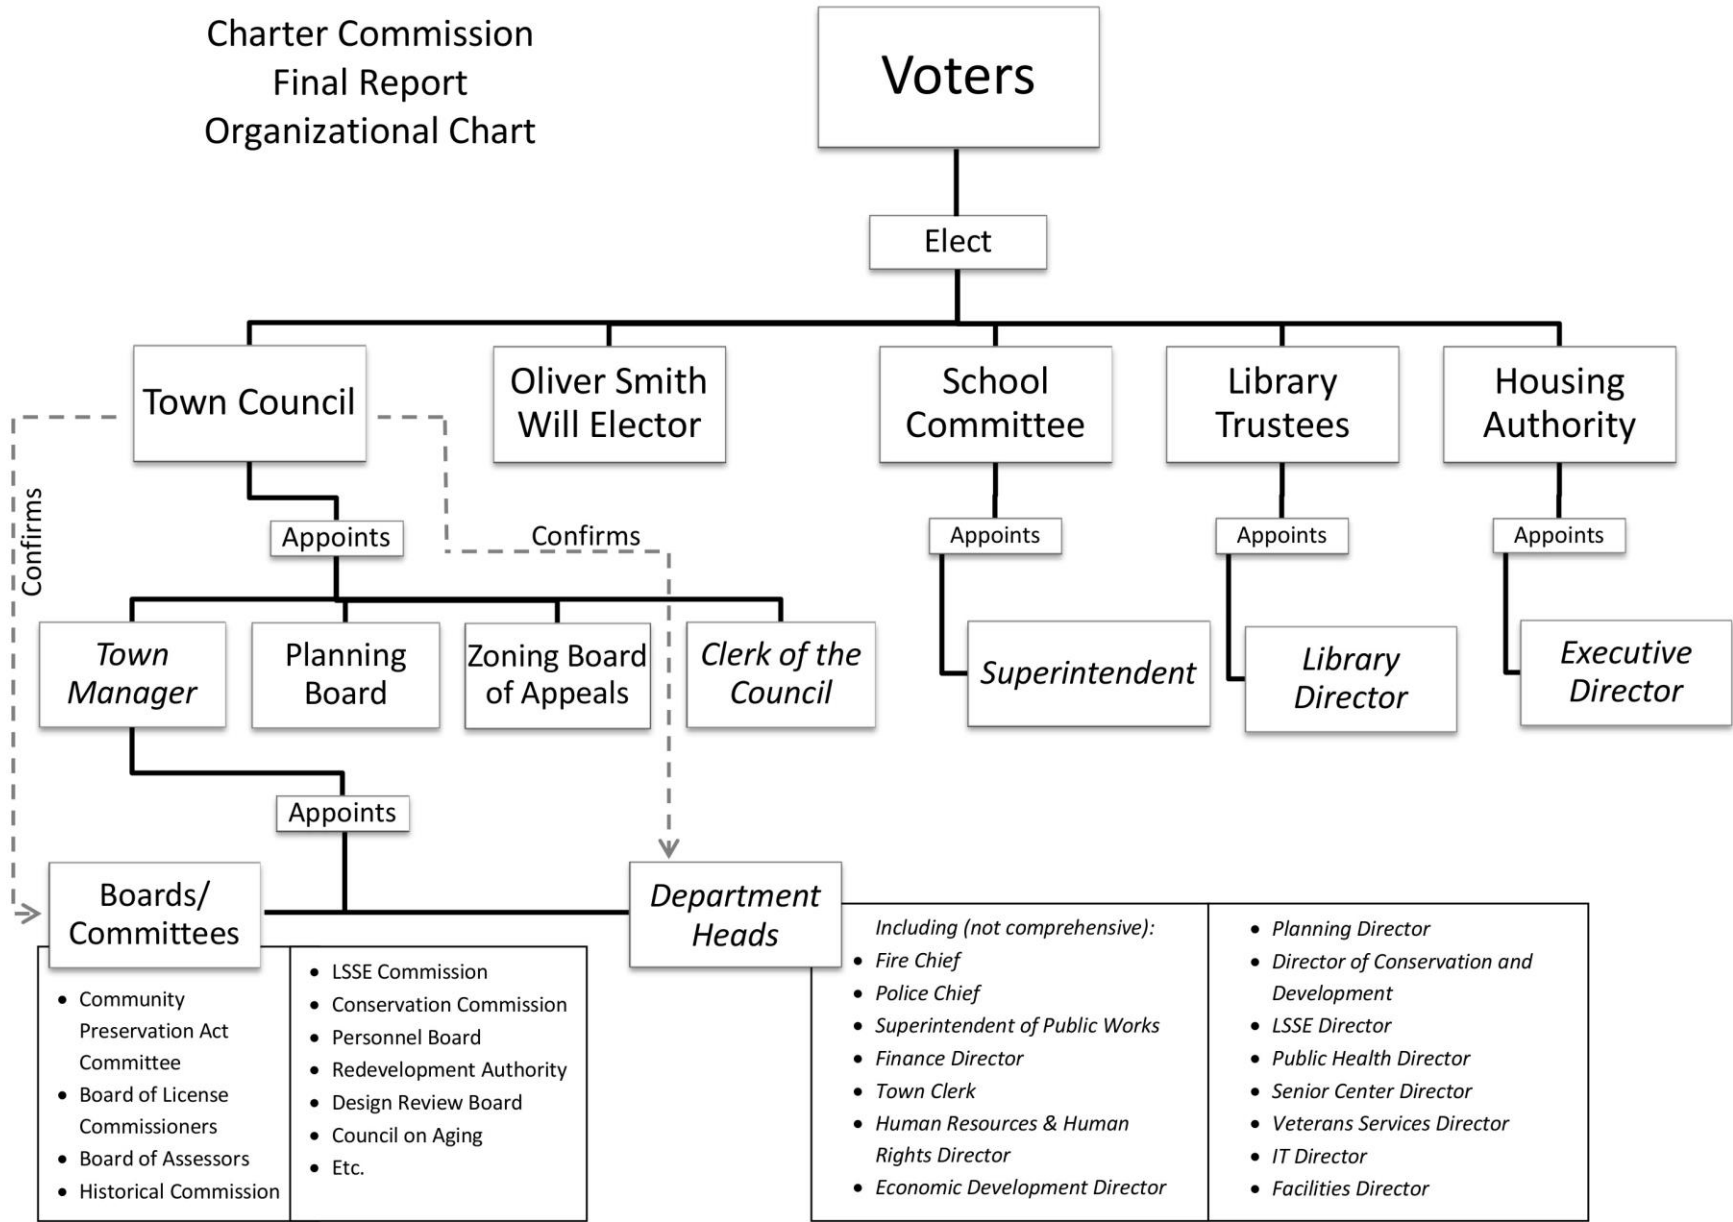 Charter Commission
Final Report
Organizational Chart
Voters
Elect
Town Council
Oliver Smith
Will Elector
School
Committee
Library
Trustees
Housing
Authority
Confirms
Appoints
Confirms
Appoints
Appoints
Appoints
Town
Manager
Planning
Board
Zoning Board
of Appeals
Clerk of the
Council
Superintendent
Library
Director
Executive
Director
Appoints
Boards/
Committees
• Community
Preservation Act
Committee
• Board of License
Commissioners
• Board of Assessors
• Historical Commission
• LSSE Commission
• Conservation Commission
• Personnel Board
• Redevelopment Authority
• Design Review Board
• Council on Aging
• Etc.
Department
Heads
Including (not comprehensive):
• Fire Chief
• Police Chief
• Superintendent of Public Works
• Finance Director
• Town Clerk
• Human Resources & Human
Rights Director
• Economic Development Director
• Planning Director
• Director of Conservation and
Development
• LSSE Director
• Public Health Director
• Senior Center Director
• Veterans Services Director
• IT Director
• Facilities Director